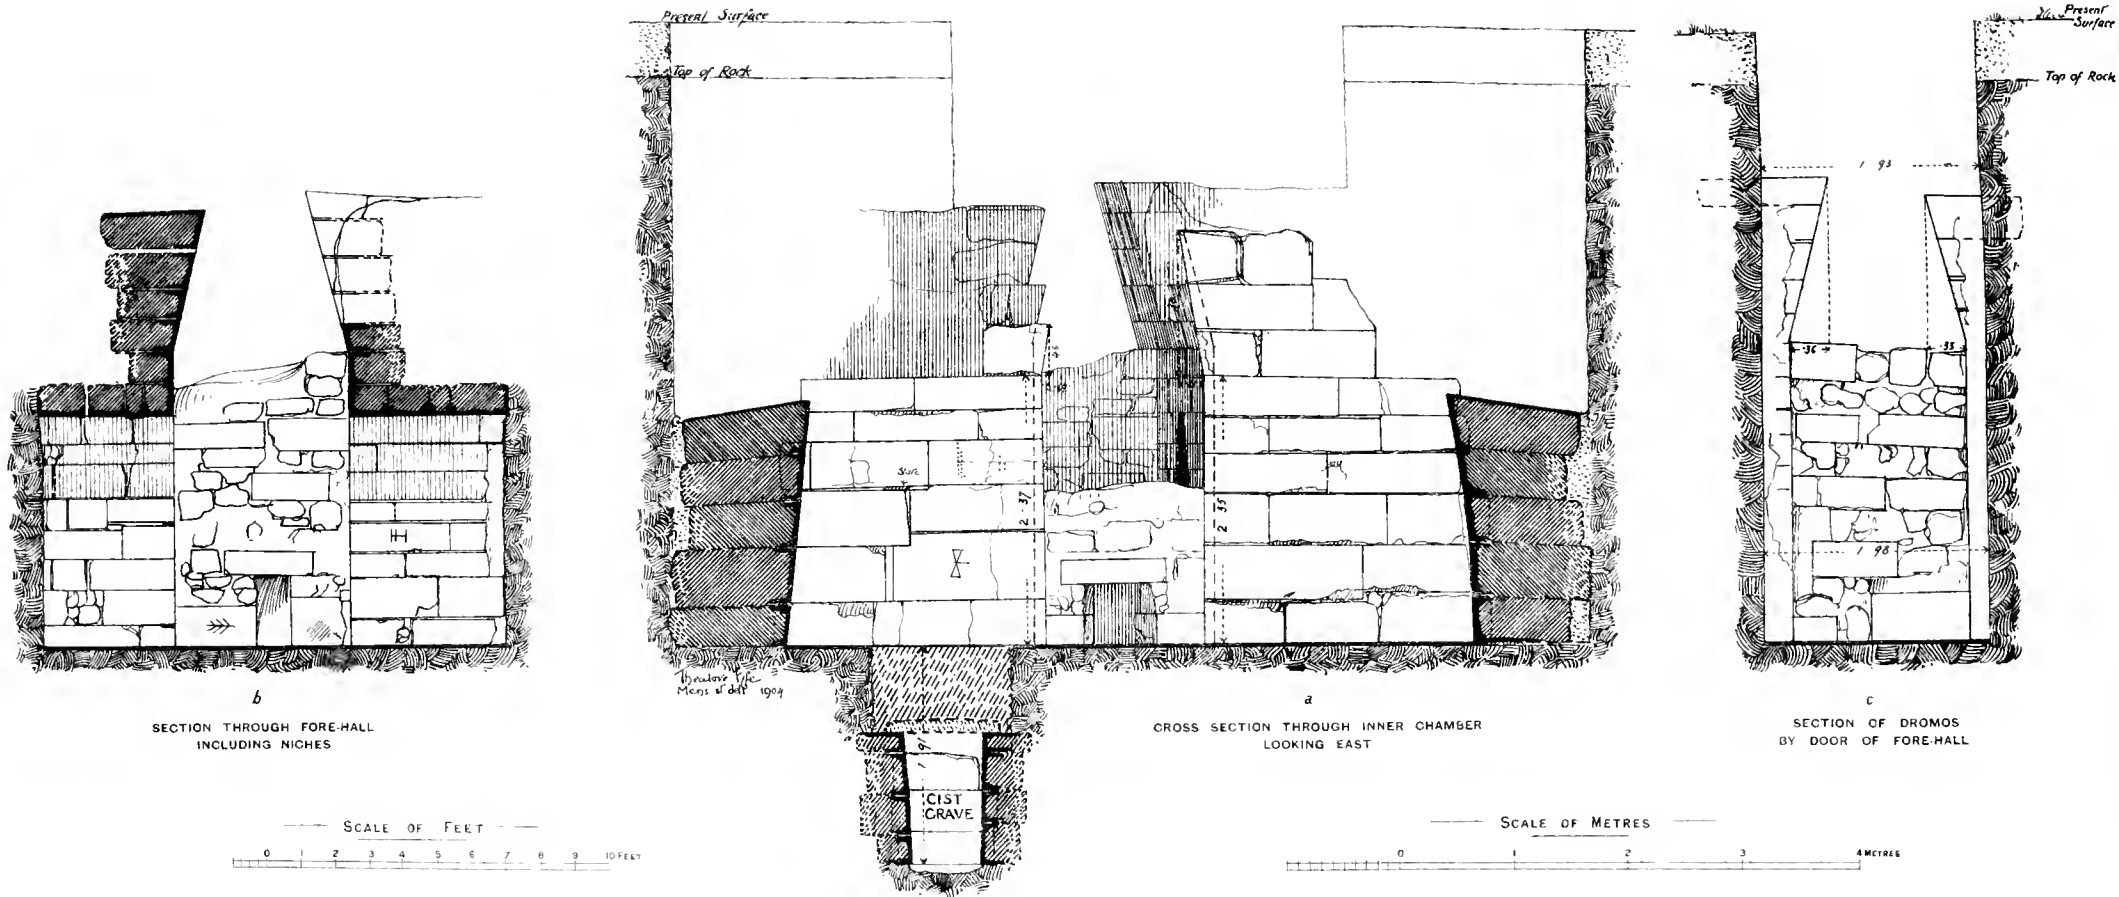 Present Surface
Top of Rock
Present
Surface
Top of Rock
1 93
.46
.36
.33
2 37
2 35
1 98
Theodore Fyfe
Mens et delt 1904
b
SECTION THROUGH FORE-HALL
INCLUDING NICHES
a
CROSS SECTION THROUGH INNER CHAMBER
LOOKING EAST
c
SECTION OF DROMOS
BY DOOR OF FORE-HALL
1 91
CIST
GRAVE
SCALE OF FEET
0 1 2 3 4 5 6 7 8 9 10 FEET
SCALE OF METRES
0 1 2 3 4 METRES